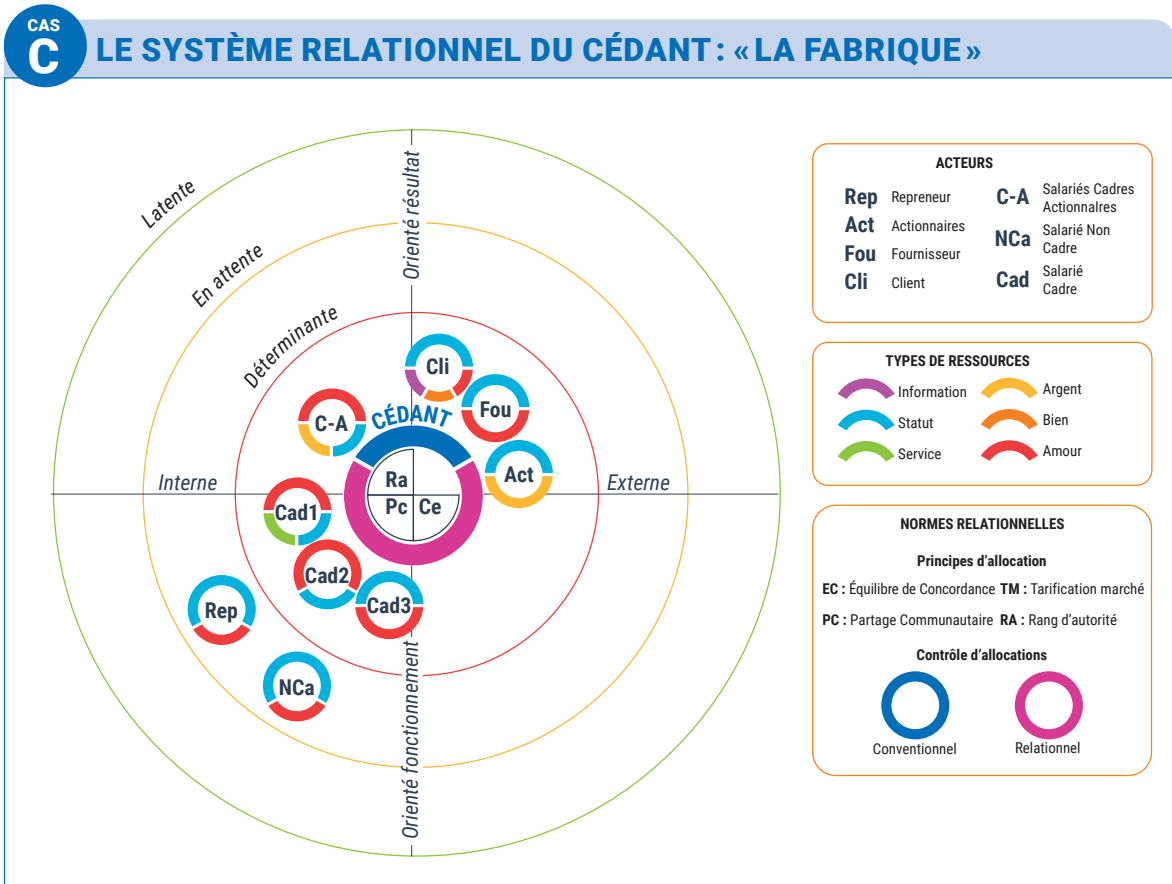 CAS
C
LE SYSTÈME RELATIONNEL DU CÉDANT : « LA FABRIQUE »
Latente
En attente
Déterminante
Orienté résultat
Interne
Externe
Orienté fonctionnement
CÉDANT
Ra
Pc
Ce
Cli
Fou
Act
C-A
Cad1
Cad2
Cad3
Rep
NCa
ACTEURS
Rep Repreneur
Act Actionnaires
Fou Fournisseur
Cli Client
C-A Salariés Cadres
Actionnalres
NCa Salarié Non
Cadre
Cad Salarié
Cadre
TYPES DE RESSOURCES
Information
Statut
Service
Argent
Bien
Amour
NORMES RELATIONNELLES
Principes d'allocation
EC : Équilibre de Concordance TM : Tarification marché
PC : Partage Communautaire RA : Rang d'autorité
Contrôle d'allocations
Conventionnel
Relationnel